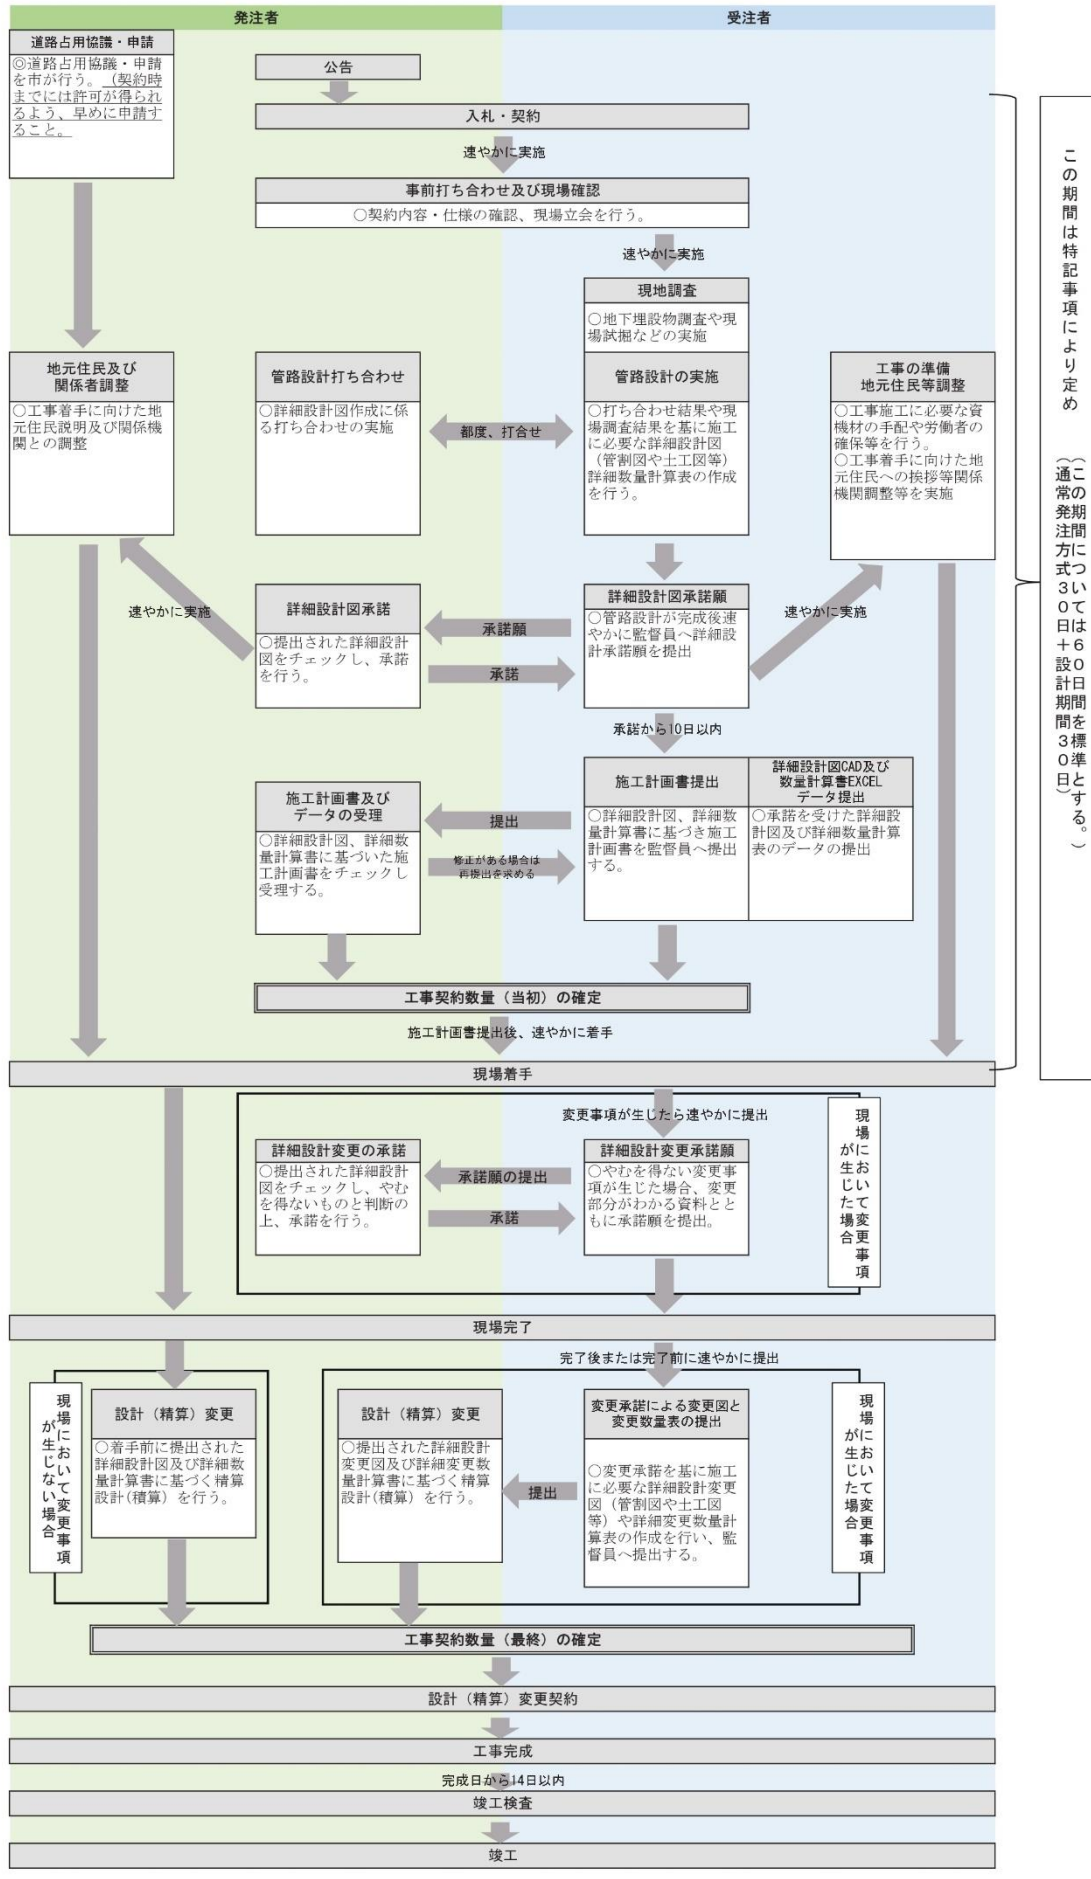 発注者
受注者
道路占用協議・申請
◎道路占用協議・申請
を市が行う。（契約時
までには許可が得られ
るよう、早めに申請す
ること。
公告
入札・契約
速やかに実施
事前打ち合わせ及び現場確認
○契約内容・仕様の確認、現場立会を行う。
速やかに実施
現地調査
○地下埋設物調査や現
場試掘などの実施
地元住民及び
関係者調整
○工事着手に向けた地
元住民説明及び関係機
関との調整
管路設計打ち合わせ
○詳細設計図作成に係
る打ち合わせの実施
都度、打合せ
管路設計の実施
○打ち合わせ結果や現
場調査結果を基に施工
に必要な詳細設計図
（管割図や土工図等）
詳細数量計算表の作成
を行う。
工事の準備
地元住民等調整
○工事施工に必要な資
機材の手配や労働者の
確保等を行う。
○工事着手に向けた地
元住民への挨拶等関係
機関調整等を実施
速やかに実施
詳細設計図承諾
○提出された詳細設計
図をチェックし、承諾
を行う。
承諾願
承諾
詳細設計図承諾願
○管路設計が完成後速
やかに監督員へ詳細設
計承諾願を提出
速やかに実施
承諾から10日以内
施工計画書及び
データの受理
○詳細設計図、詳細数
量計算書に基づいた施
工計画書をチェックし
受理する。
提出
修正がある場合は
再提出を求める
施工計画書提出
○詳細設計図、詳細数
量計算書に基づき施工
計画書を監督員へ提出
する。
詳細設計図CAD及び
数量計算書EXCEL
データ提出
○承諾を受けた詳細設
計図及び詳細数量計算
表のデータの提出
工事契約数量（当初）の確定
施工計画書提出後、速やかに着手
現場着手
この期間は特記事項により定め
（この期間については６０日間を標準とする。）
（通常発注方式３０日＋設計期間３０日）
変更事項が生じたら速やかに提出
現場において変更事項
が生じた場合
詳細設計変更の承諾
○提出された詳細設計
図をチェックし、やむ
を得ないものと判断の
上、承諾を行う。
承諾願の提出
承諾
詳細設計変更承諾願
○やむを得ない変更事
項が生じた場合、変更
部分がわかる資料とと
もに承諾願を提出。
現場完了
完了後または完了前に速やかに提出
現場において変更事項
が生じない場合
設計（精算）変更
○着手前に提出された
詳細設計図及び詳細数
量計算書に基づく精算
設計(積算）を行う。
設計（精算）変更
○提出された詳細設計
変更図及び詳細変更数
量計算書に基づく精算
設計(積算）を行う。
提出
変更承諾による変更図と
変更数量表の提出
○変更承諾を基に施工
に必要な詳細設計変更
図（管割図や土工図
等）や詳細変更数量計
算表の作成を行い、監
督員へ提出する。
現場において変更事項
が生じた場合
工事契約数量（最終）の確定
設計（精算）変更契約
工事完成
完成日から14日以内
竣工検査
竣工